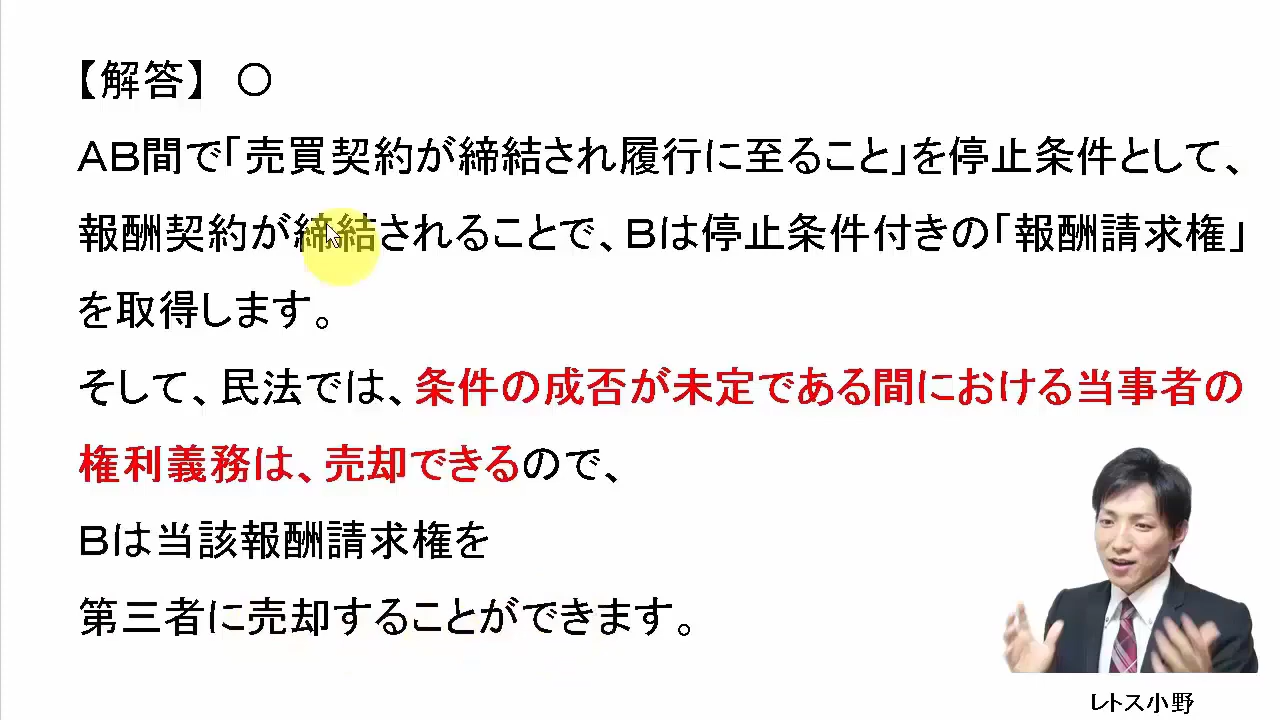 【解答】 ○
AB間で「売買契約が締結され履行に至ること」を停止条件として、
報酬契約が締結されることで、Bは停止条件付きの「報酬請求権」
を取得します。
そして、民法では、条件の成否が未定である間における当事者の
権利義務は、売却できるので、
Bは当該報酬請求権を
第三者に売却することができます。
レトス小野